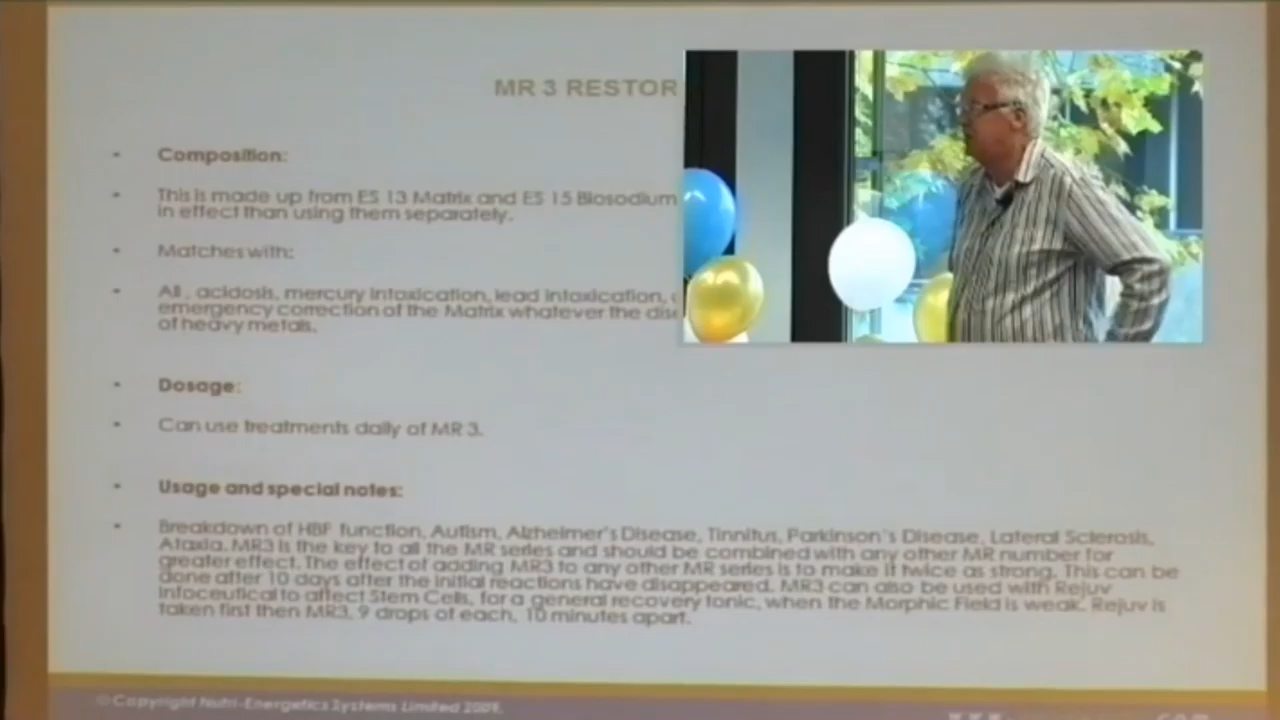 MR 3 RESTOR
• Composition:
• This is made up from ES 13 Matrix and ES 15 Biosodium
in effect than using them separately.
• Matches with:
• All , acidosis, mercury intoxication, lead intoxication,
emergency correction of the Matrix whatever the dise
of heavy metals.
• Dosage:
• Can use treatments daily of MR 3.
• Usage and special notes:
• Breakdown of HBF function, Autism, Alzheimer's Disease, Tinnitus, Parkinson's Disease, Lateral Sclerosis,
Ataxia. MR3 is the key to all the MR series and should be combined with any other MR number for
greater effect. The effect of adding MR3 to any other MR series is to make it twice as strong. This can be
done after 10 days after the initial reactions have disappeared. MR3 can also be used with Rejuv
Infoceutical to affect Stem Cells, for a general recovery tonic, when the Morphic Field is weak. Rejuv is
taken first then MR3, 9 drops of each, 10 minutes apart.
© Copyright Nutri-Energetics Systems Limited 2009.